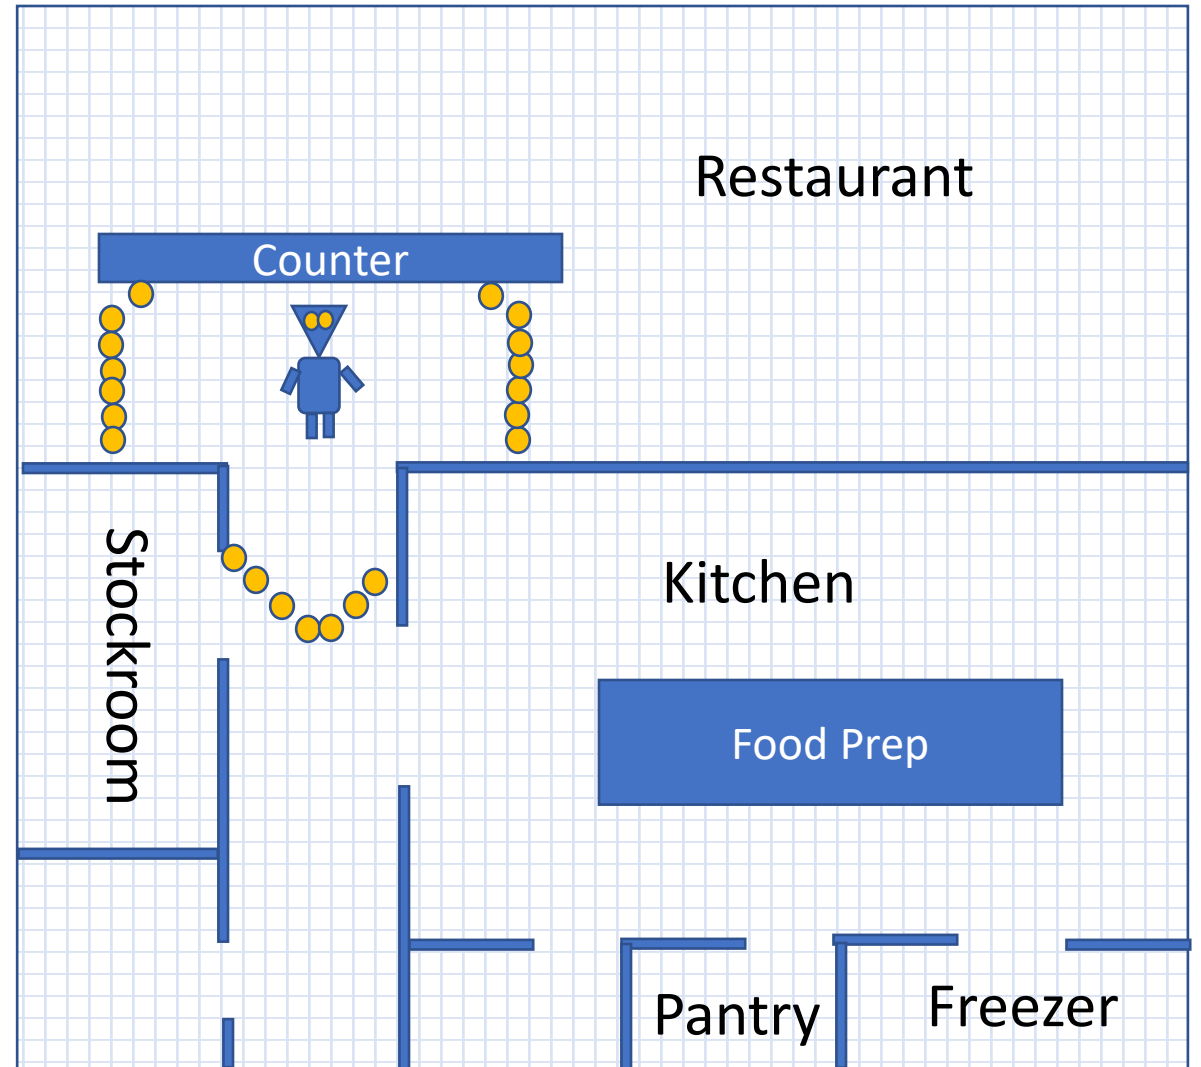 Restaurant
Counter
Stockroom
Kitchen
Food Prep
Pantry
Freezer